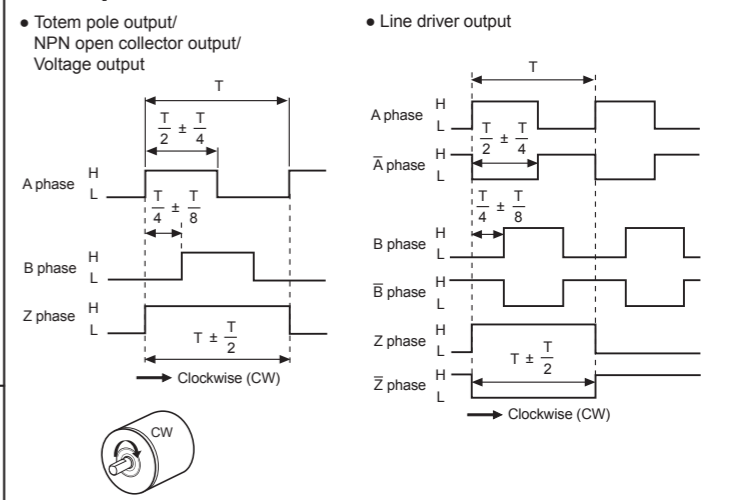 ● Totem pole output/
NPN open collector output/
Voltage output
T
T/2 ± T/4
A phase H L
T/4 ± T/8
B phase H L
Z phase H L
T ± T/2
Clockwise (CW)
CW
● Line driver output
T
A phase H L
T/2 ± T/4
A̅ phase H L
T/4 ± T/8
B phase H L
B̅ phase H L
Z phase H L
T ± T/2
Z̅ phase H L
Clockwise (CW)